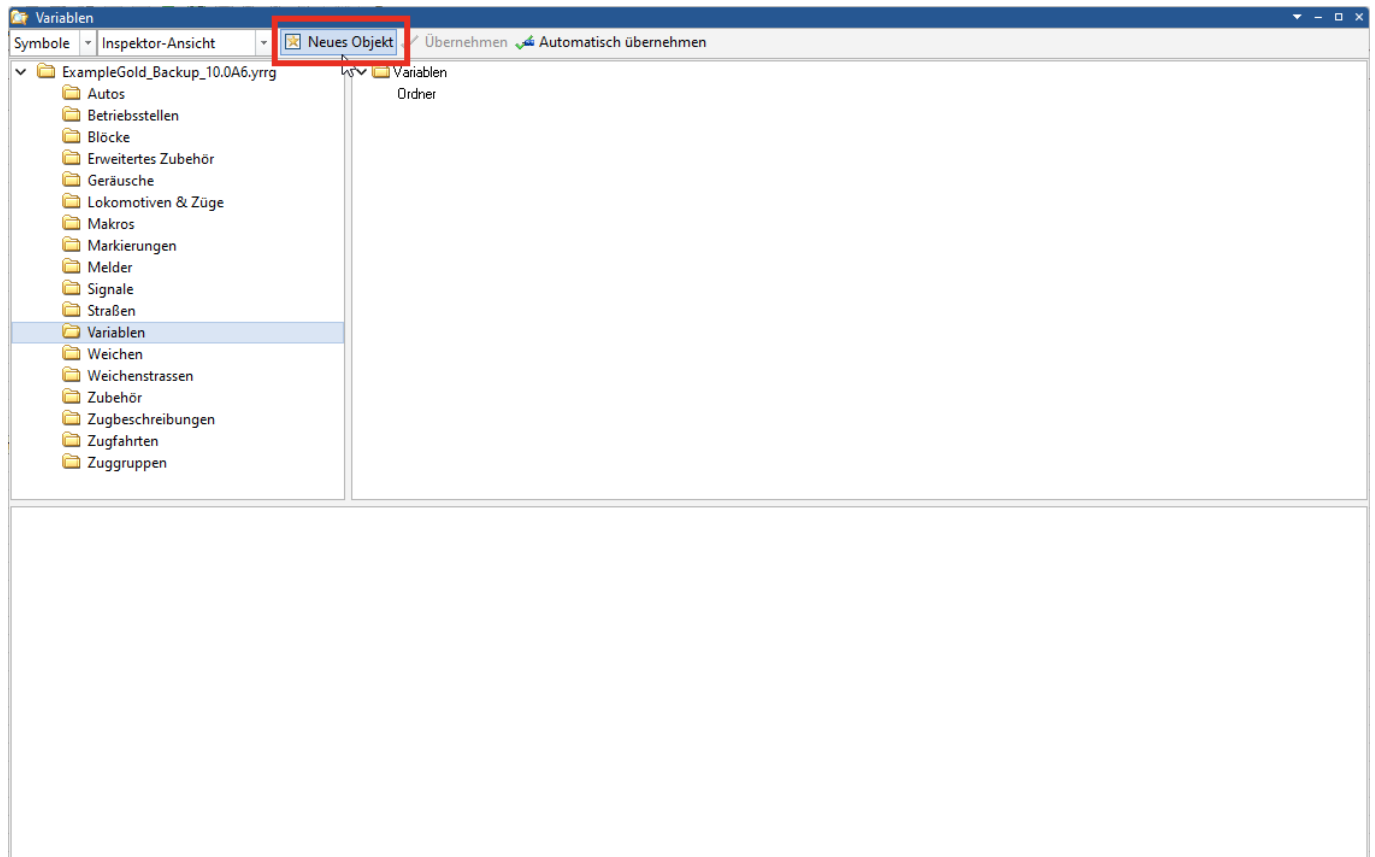 Variablen
Symbole Inspektor-Ansicht Neues Objekt Übernehmen Automatisch übernehmen
ExampleGold_Backup_10.0A6.yrrg
Autos
Betriebsstellen
Blöcke
Erweitertes Zubehör
Geräusche
Lokomotiven & Züge
Makros
Markierungen
Melder
Signale
Straßen
Variablen
Weichen
Weichenstrassen
Zubehör
Zugbeschreibungen
Zugfahrten
Zuggruppen
Variablen
Ordner